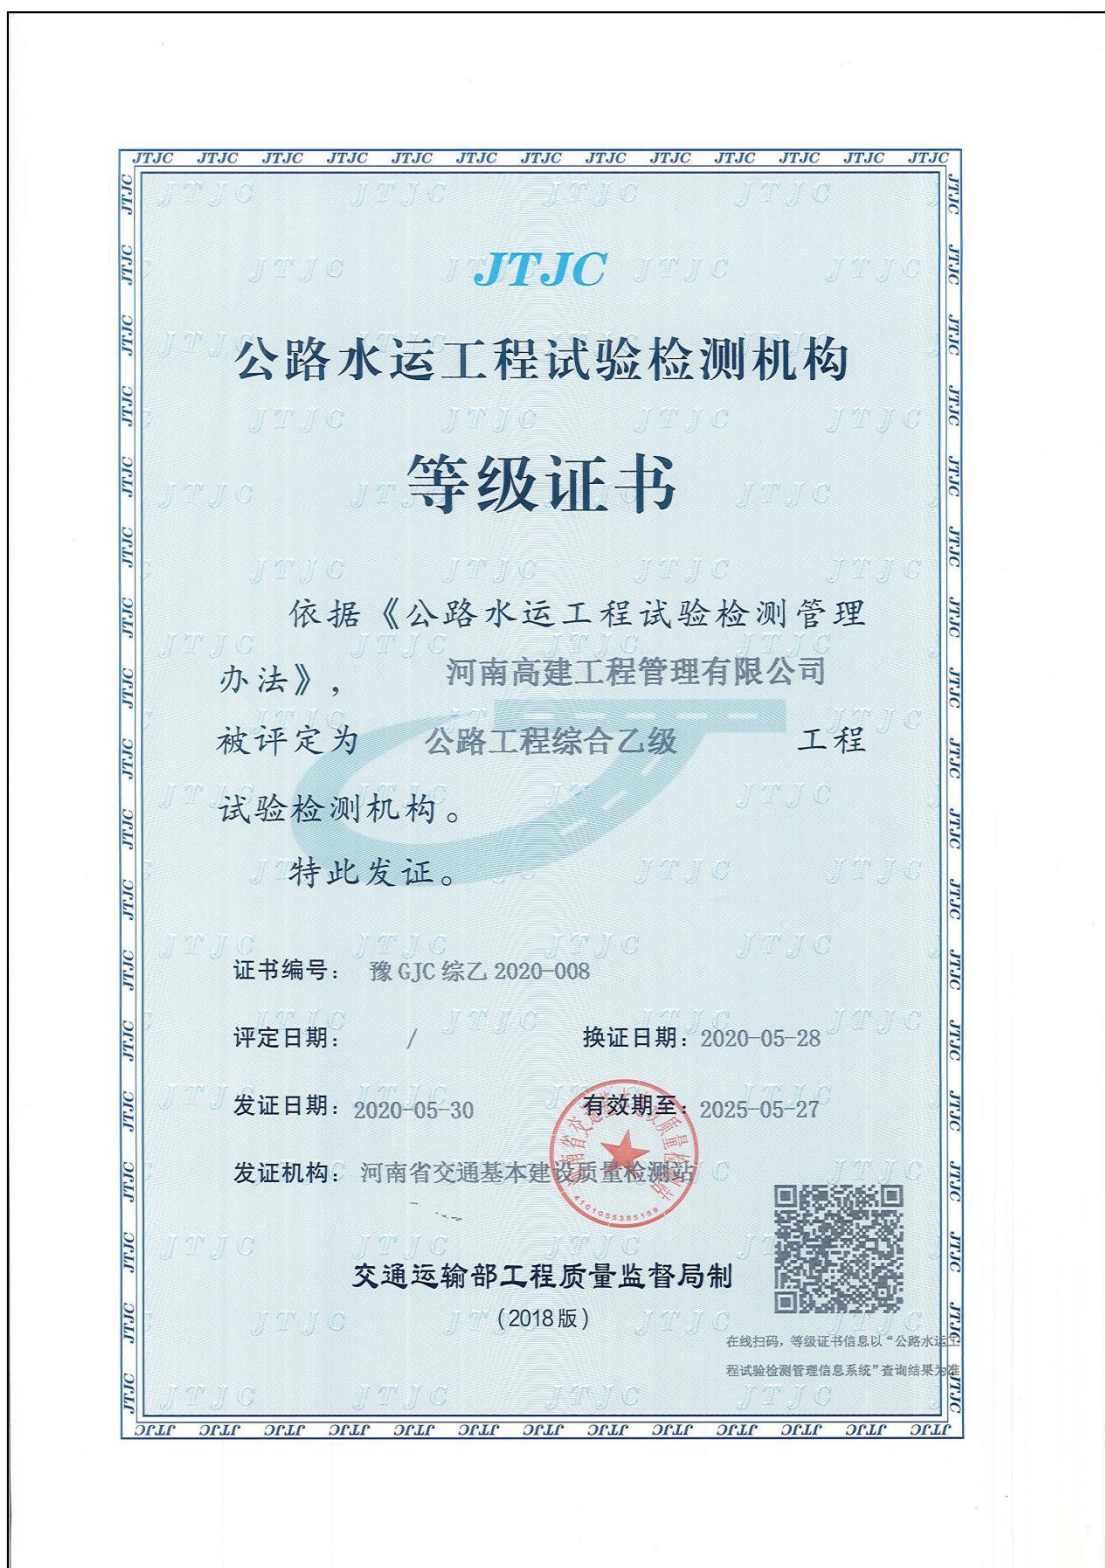 JTJC
公路水运工程试验检测机构
等级证书
依据《公路水运工程试验检测管理
办法》， 河南高建工程管理有限公司
被评定为 公路工程综合乙级 工程
试验检测机构。
特此发证。
证书编号： 豫GJC综乙2020-008
评定日期： / 换证日期：2020-05-28
发证日期：2020-05-30 有效期至：2025-05-27
发证机构： 河南省交通基本建设质量检测站
4101055385159
交通运输部工程质量监督局制
（2018版）
在线扫码，等级证书信息以“公路水运工
程试验检测管理信息系统”查询结果为准